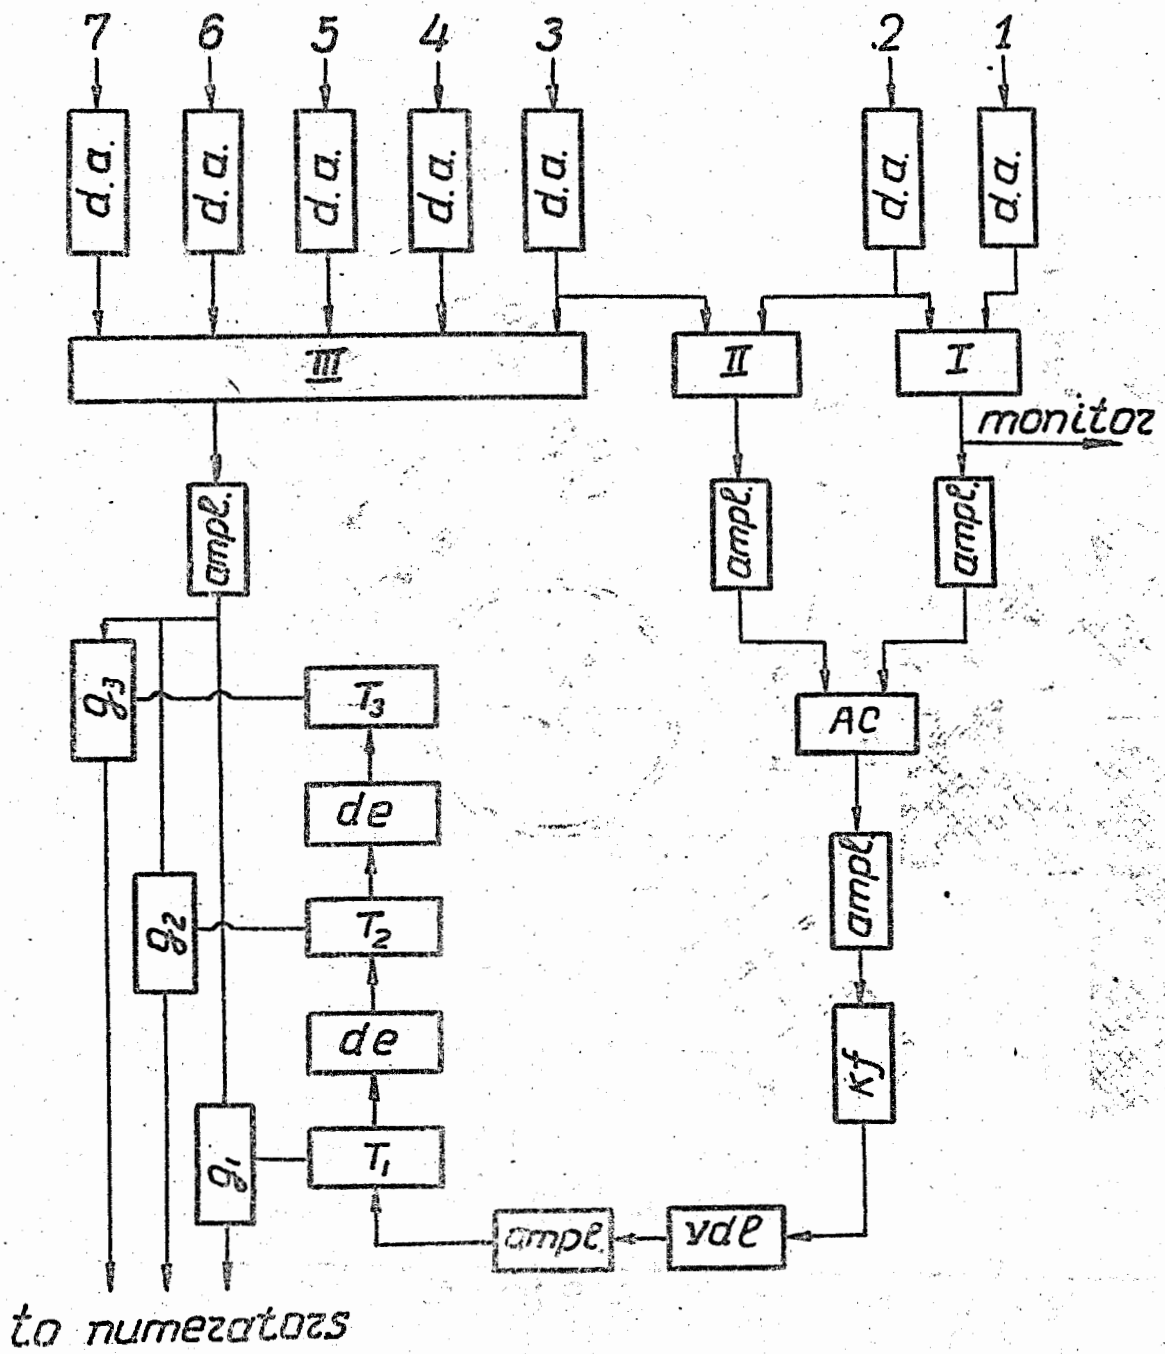 7 6 5 4 3 2 1
d.a. d.a. d.a. d.a. d.a. d.a. d.a.
III II I
monitor
ampl. ampl. ampl.
g3 T3 AC
de ampl.
g2 T2
de kf
g1 T1
ampl. vdl
to numerators